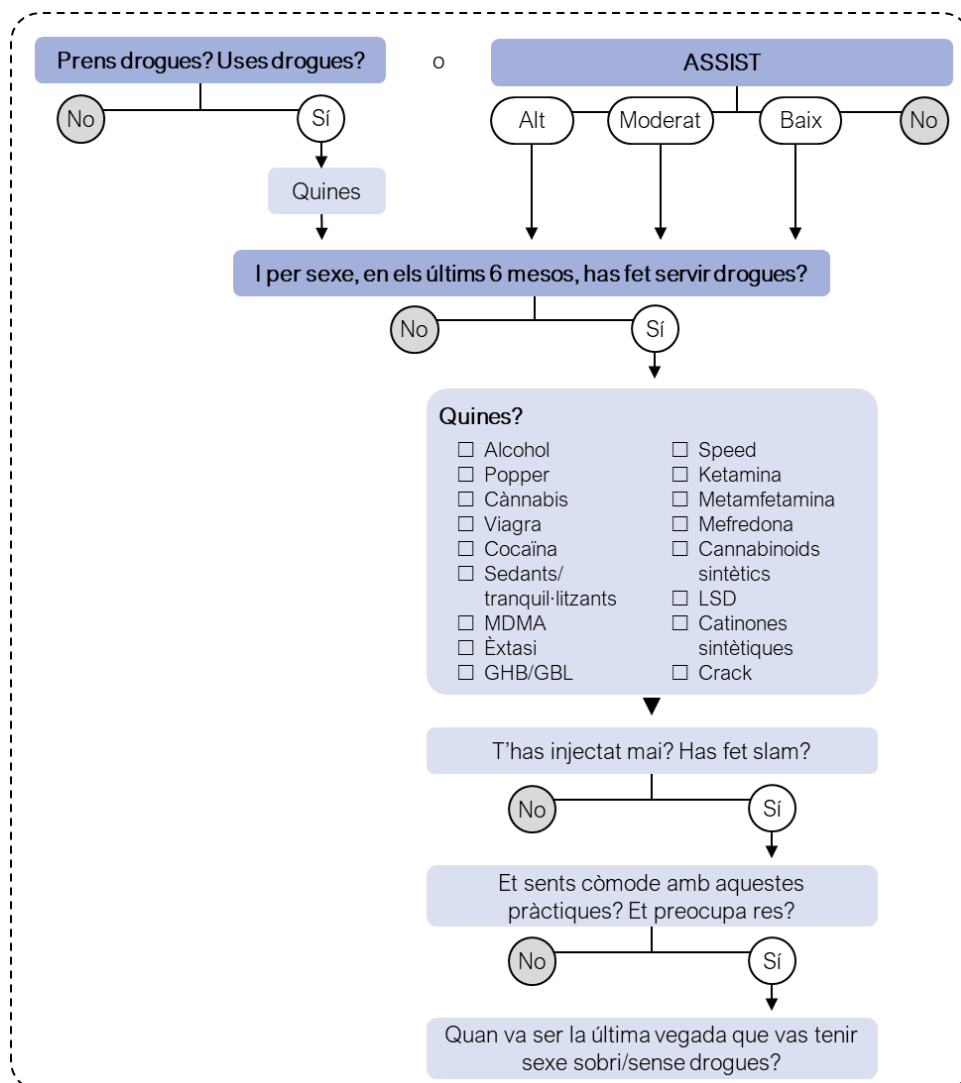 Prens drogues? Uses drogues?
o
ASSIST
No
Sí
Alt
Moderat
Baix
No
Quines
I per sexe, en els últims 6 mesos, has fet servir drogues?
No
Sí
Quines?
☐ Alcohol
☐ Popper
☐ Cànnabis
☐ Viagra
☐ Cocaïna
☐ Sedants/
tranquil·litzants
☐ MDMA
☐ Èxtasi
☐ GHB/GBL
☐ Speed
☐ Ketamina
☐ Metamfetamina
☐ Mefredona
☐ Cannabinoids
sintètics
☐ LSD
☐ Catinones
sintètiques
☐ Crack
T'has injectat mai? Has fet slam?
No
Sí
Et sents còmode amb aquestes
pràctiques? Et preocupa res?
No
Sí
Quan va ser la última vegada que vas tenir
sexe sobri/sense drogues?